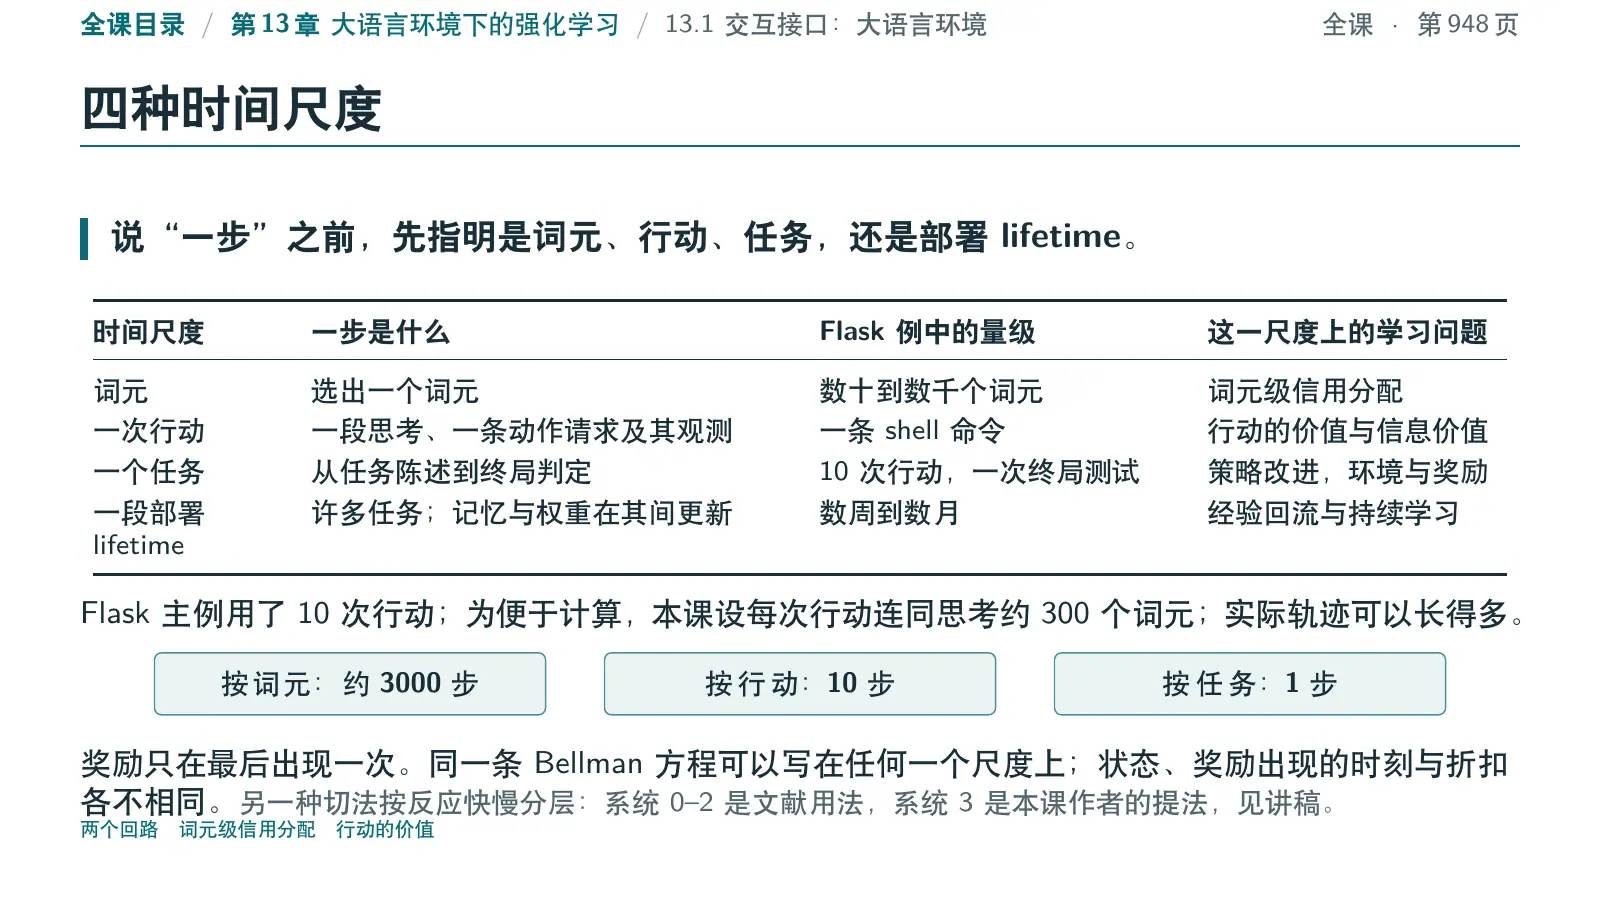 全课目录 / 第 13 章 大语言环境下的强化学习 / 13.1 交互接口：大语言环境 全课 · 第 948 页
四种时间尺度
说“一步”之前，先指明是词元、行动、任务，还是部署 lifetime。
时间尺度 一步是什么 Flask 例中的量级 这一尺度上的学习问题
词元 选出一个词元 数十到数千个词元 词元级信用分配
一次行动 一段思考、一条动作请求及其观测 一条 shell 命令 行动的价值与信息价值
一个任务 从任务陈述到终局判定 10 次行动，一次终局测试 策略改进，环境与奖励
一段部署 许多任务；记忆与权重在其间更新 数周到数月 经验回流与持续学习
lifetime
Flask 主例用了 10 次行动；为便于计算，本课设每次行动连同思考约 300 个词元；实际轨迹可以长得多。
按词元：约 3000 步 按行动：10 步 按任务：1 步
奖励只在最后出现一次。同一条 Bellman 方程可以写在任何一个尺度上；状态、奖励出现的时刻与折扣
各不相同。另一种切法按反应快慢分层：系统 0–2 是文献用法，系统 3 是本课作者的提法，见讲稿。
两个回路 词元级信用分配 行动的价值